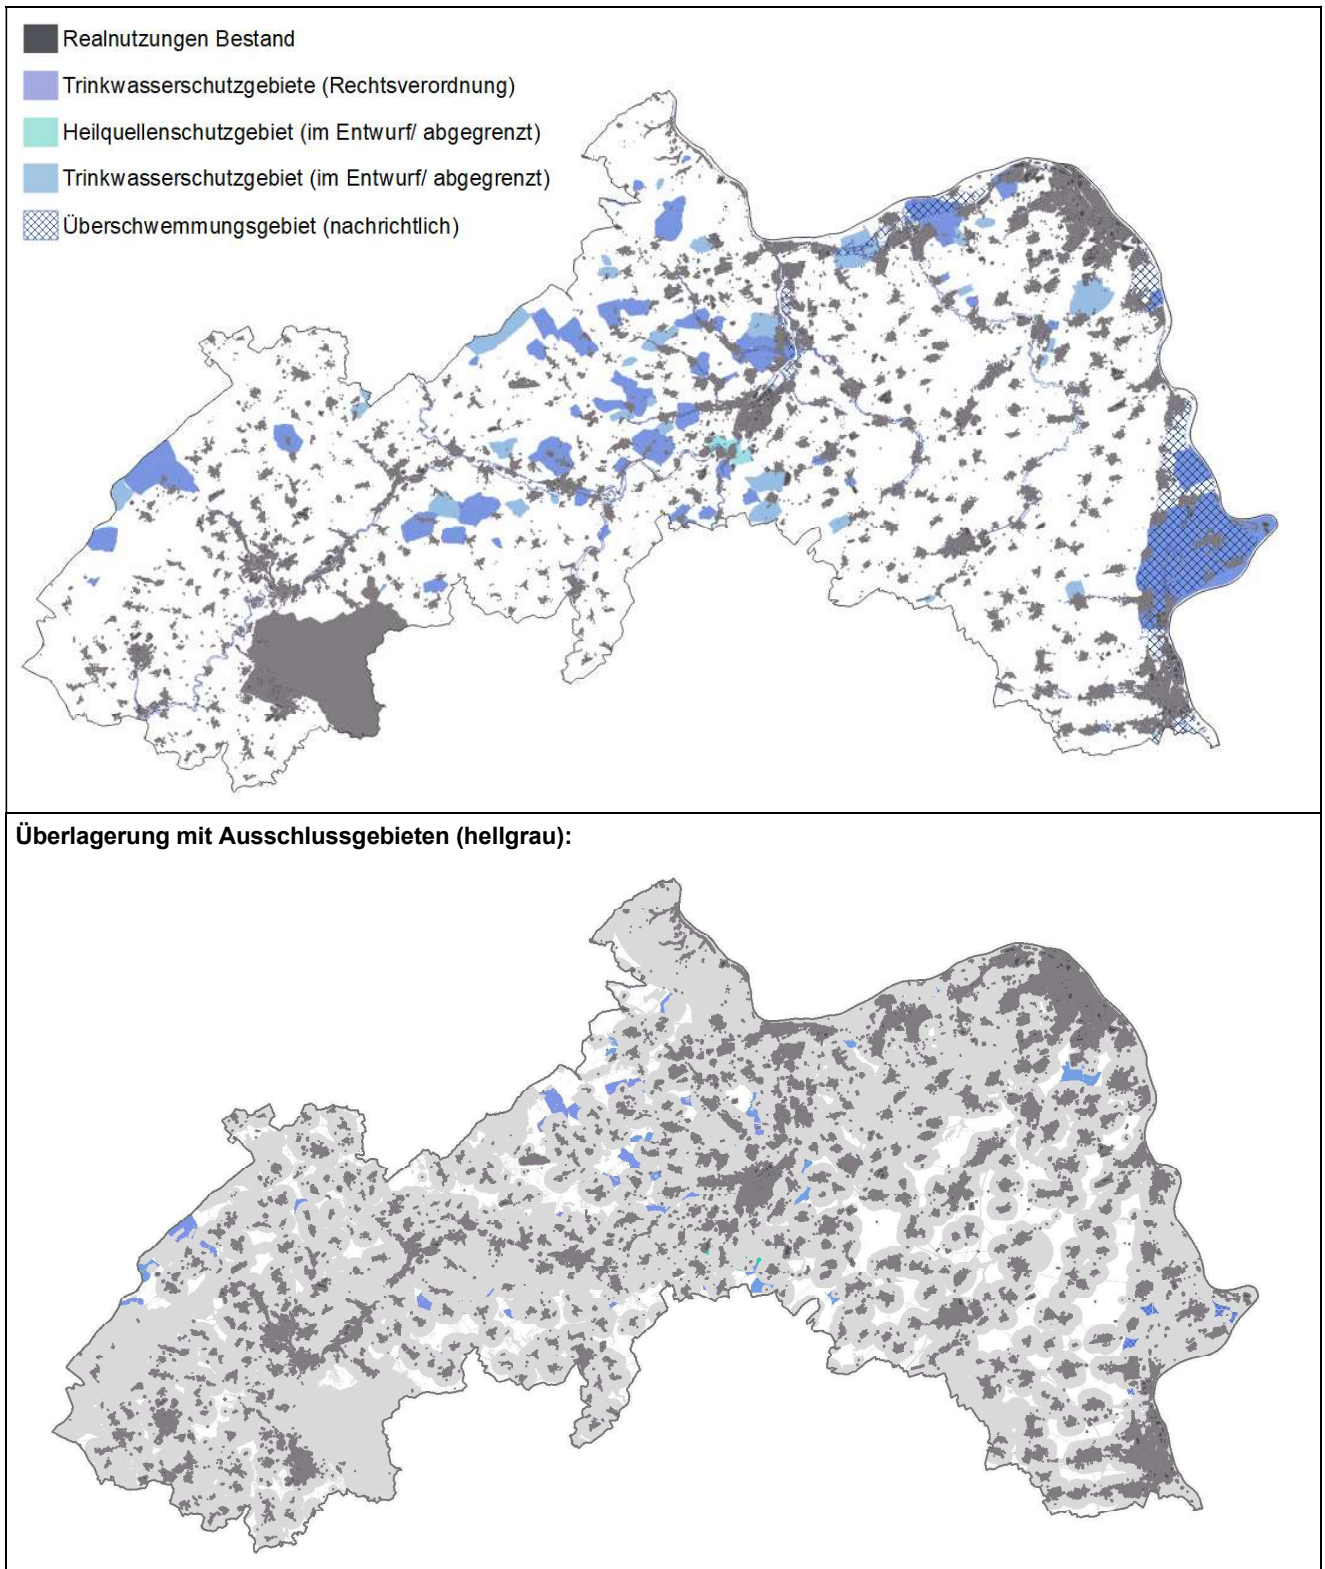 Realnutzungen Bestand
Trinkwasserschutzgebiete (Rechtsverordnung)
Heilquellenschutzgebiet (im Entwurf/ abgegrenzt)
Trinkwasserschutzgebiet (im Entwurf/ abgegrenzt)
Überschwemmungsgebiet (nachrichtlich)
Überlagerung mit Ausschlussgebieten (hellgrau):